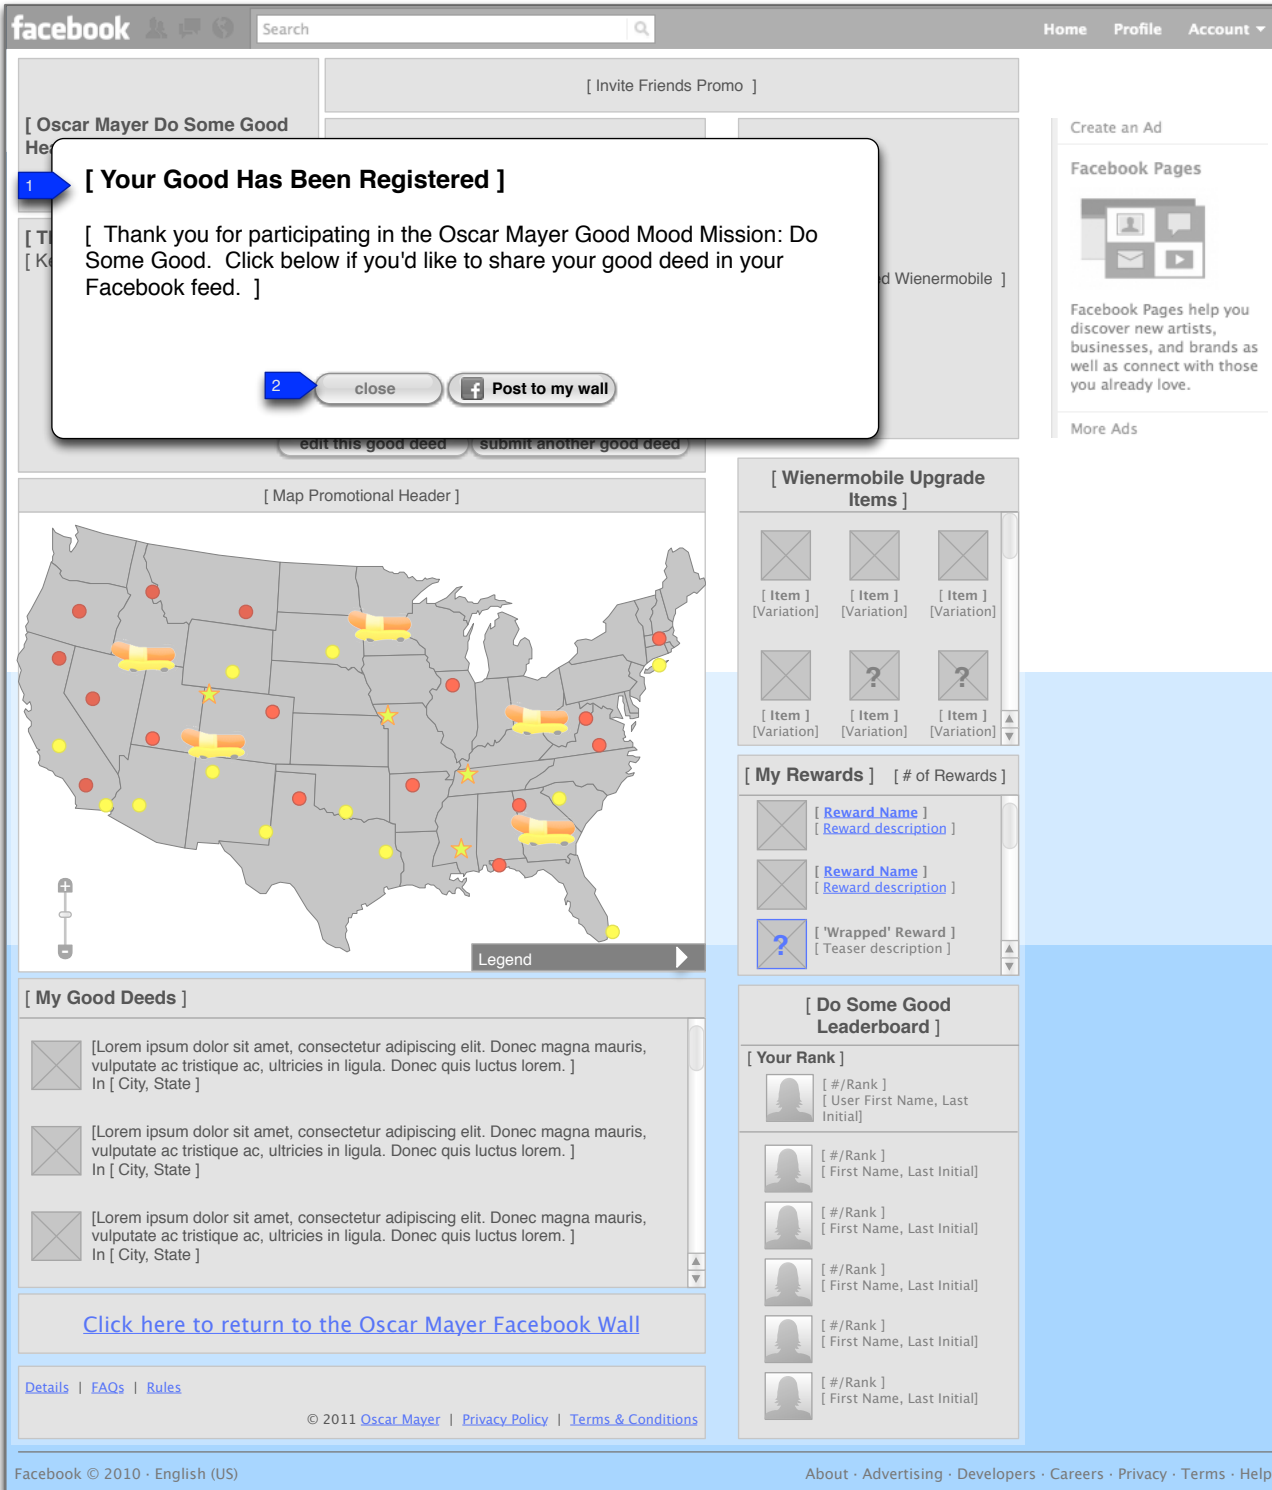 facebook
Search
Home Profile Account
[ Invite Friends Promo ]
[ Oscar Mayer Do Some Good
1
[ Your Good Has Been Registered ]
[ Thank you for participating in the Oscar Mayer Good Mood Mission: Do
Some Good. Click below if you'd like to share your good deed in your
Facebook feed. ]
2
close
Post to my wall
Wienermobile ]
edit this good deed
submit another good deed
Create an Ad
Facebook Pages
Facebook Pages help you
discover new artists,
businesses, and brands as
well as connect with those
you already love.
More Ads
[ Map Promotional Header ]
Legend
[ Wienermobile Upgrade
Items ]
[ Item ] [ Item ] [ Item ]
[Variation] [Variation] [Variation]
? ?
[ Item ] [ Item ] [ Item ]
[Variation] [Variation] [Variation]
[ My Rewards ] [ # of Rewards ]
[ Reward Name ]
[ Reward description ]
[ Reward Name ]
[ Reward description ]
?
[ 'Wrapped' Reward ]
[ Teaser description ]
[ My Good Deeds ]
[Lorem ipsum dolor sit amet, consectetur adipiscing elit. Donec magna mauris,
vulputate ac tristique ac, ultricies in ligula. Donec quis luctus lorem. ]
In [ City, State ]
[Lorem ipsum dolor sit amet, consectetur adipiscing elit. Donec magna mauris,
vulputate ac tristique ac, ultricies in ligula. Donec quis luctus lorem. ]
In [ City, State ]
[Lorem ipsum dolor sit amet, consectetur adipiscing elit. Donec magna mauris,
vulputate ac tristique ac, ultricies in ligula. Donec quis luctus lorem. ]
In [ City, State ]
[ Do Some Good
Leaderboard ]
[ Your Rank ]
[ #/Rank ]
[ User First Name, Last
Initial]
[ #/Rank ]
[ First Name, Last Initial]
[ #/Rank ]
[ First Name, Last Initial]
[ #/Rank ]
[ First Name, Last Initial]
[ #/Rank ]
[ First Name, Last Initial]
[ #/Rank ]
[ First Name, Last Initial]
Click here to return to the Oscar Mayer Facebook Wall
Details | FAQs | Rules
© 2011 Oscar Mayer | Privacy Policy | Terms & Conditions
Facebook © 2010 · English (US)
About · Advertising · Developers · Careers · Privacy · Terms · Help